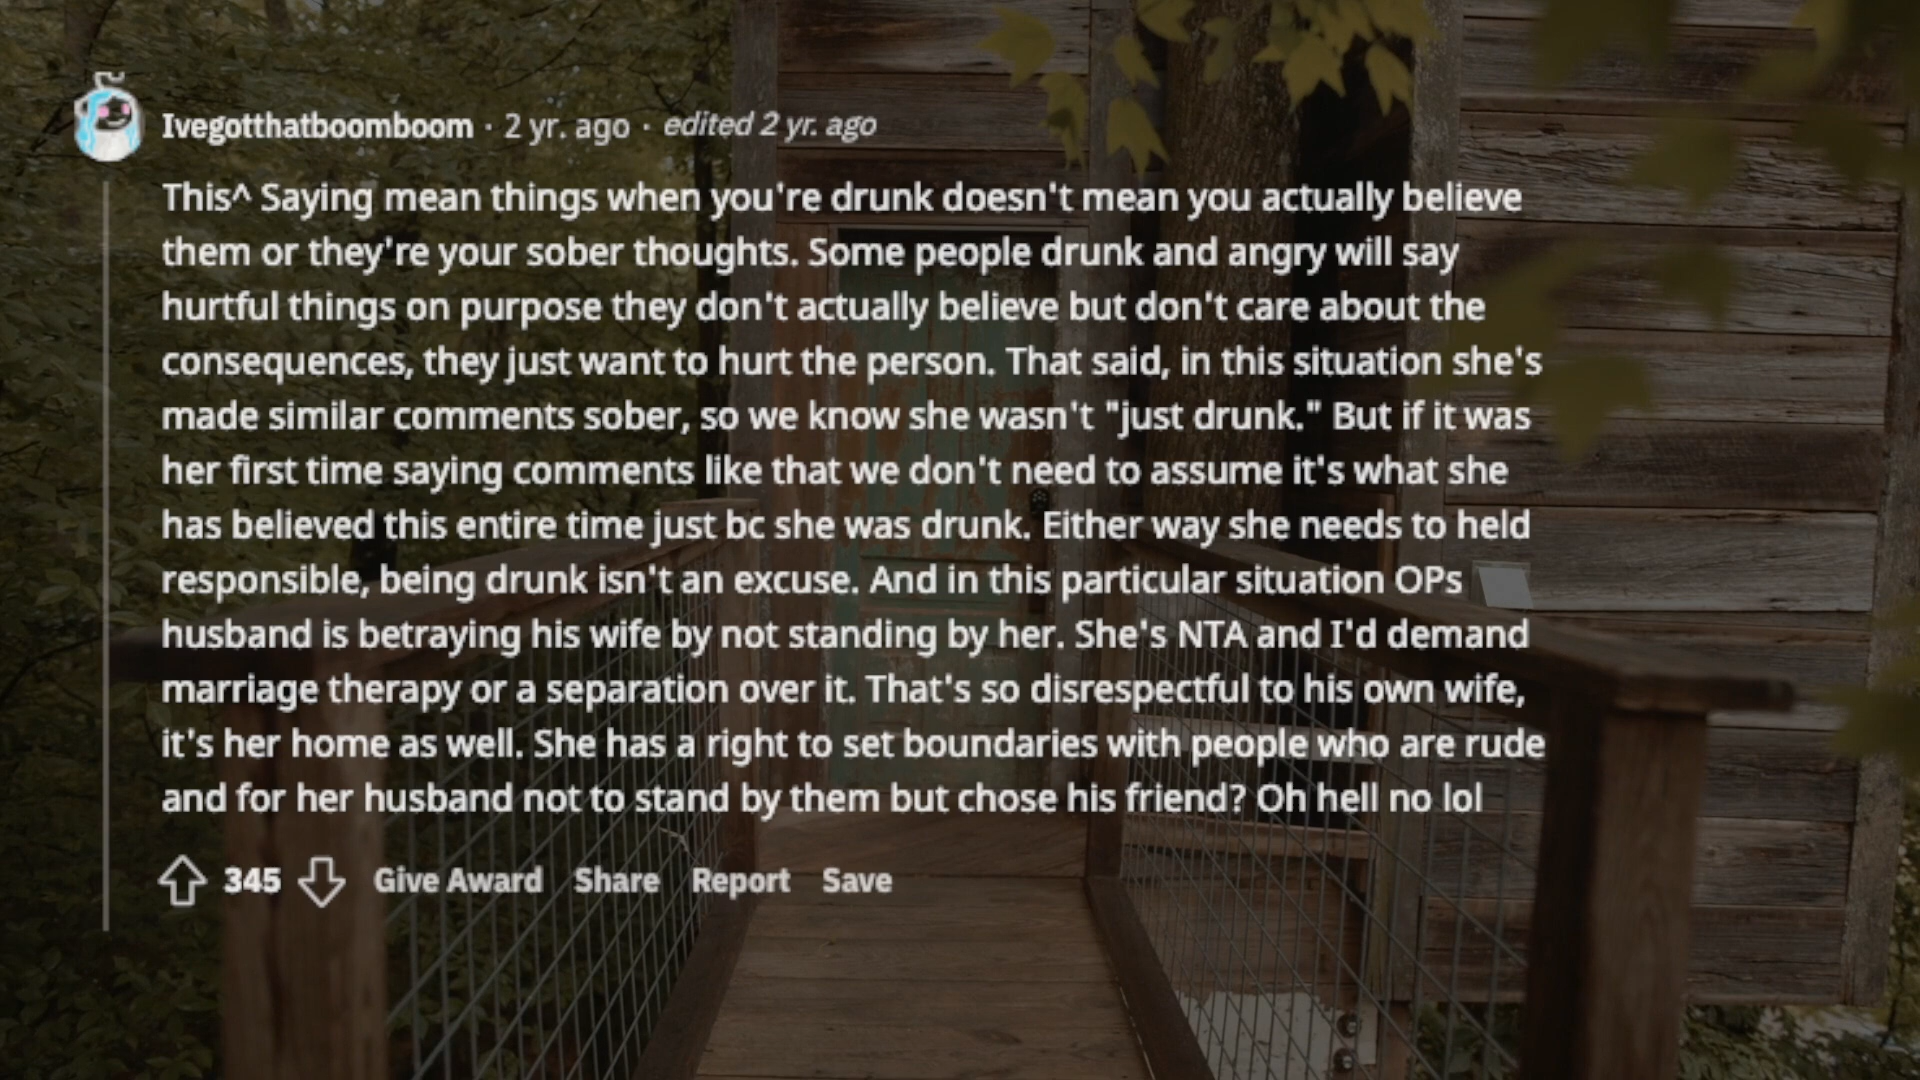 Ivegotthatboomboom · 2 yr. ago · edited 2 yr. ago
This^ Saying mean things when you're drunk doesn't mean you actually believe
them or they're your sober thoughts. Some people drunk and angry will say
hurtful things on purpose they don't actually believe but don't care about the
consequences, they just want to hurt the person. That said, in this situation she's
made similar comments sober, so we know she wasn't "just drunk." But if it was
her first time saying comments like that we don't need to assume it's what she
has believed this entire time just bc she was drunk. Either way she needs to held
responsible, being drunk isn't an excuse. And in this particular situation OPs
husband is betraying his wife by not standing by her. She's NTA and I'd demand
marriage therapy or a separation over it. That's so disrespectful to his own wife,
it's her home as well. She has a right to set boundaries with people who are rude
and for her husband not to stand by them but chose his friend? Oh hell no lol
345 Give Award Share Report Save